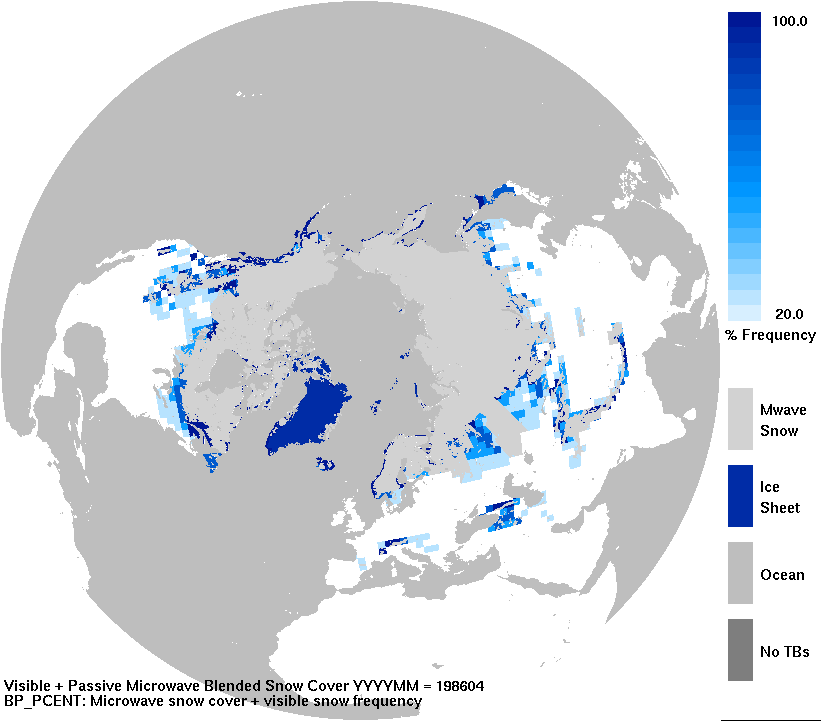 100.0
20.0
% Frequency
Mwave
Snow
Ice
Sheet
Ocean
No TBs
Visible + Passive Microwave Blended Snow Cover YYYYMM = 198604
BP_PCENT: Microwave snow cover + visible snow frequency